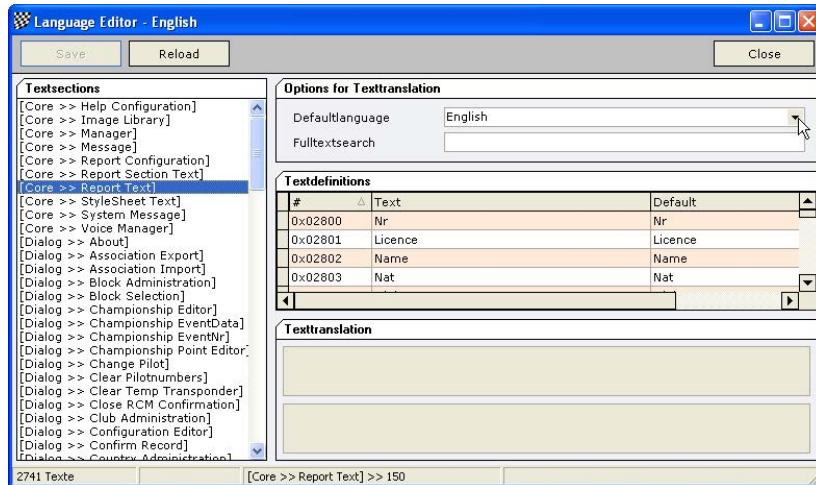 Language Editor - English
Save
Reload
Close
Textsections
[Core >> Help Configuration]
[Core >> Image Library]
[Core >> Manager]
[Core >> Message]
[Core >> Report Configuration]
[Core >> Report Section Text]
[Core >> Report Text]
[Core >> StyleSheet Text]
[Core >> System Message]
[Core >> Voice Manager]
[Dialog >> About]
[Dialog >> Association Export]
[Dialog >> Association Import]
[Dialog >> Block Administration]
[Dialog >> Block Selection]
[Dialog >> Championship Editor]
[Dialog >> Championship EventData]
[Dialog >> Championship EventNr]
[Dialog >> Championship Point Editor]
[Dialog >> Change Pilot]
[Dialog >> Clear Pilotnumbers]
[Dialog >> Clear Temp Transponder]
[Dialog >> Close RCM Confirmation]
[Dialog >> Club Administration]
[Dialog >> Configuration Editor]
[Dialog >> Confirm Record]
[Dialog >> Country Administration]
Options for Texttranslation
Defaultlanguage English
Fulltextsearch
Textdefinitions
# Text Default
0x02800 Nr Nr
0x02801 Licence Licence
0x02802 Name Name
0x02803 Nat Nat
Texttranslation
2741 Texte
[Core >> Report Text] >> 150